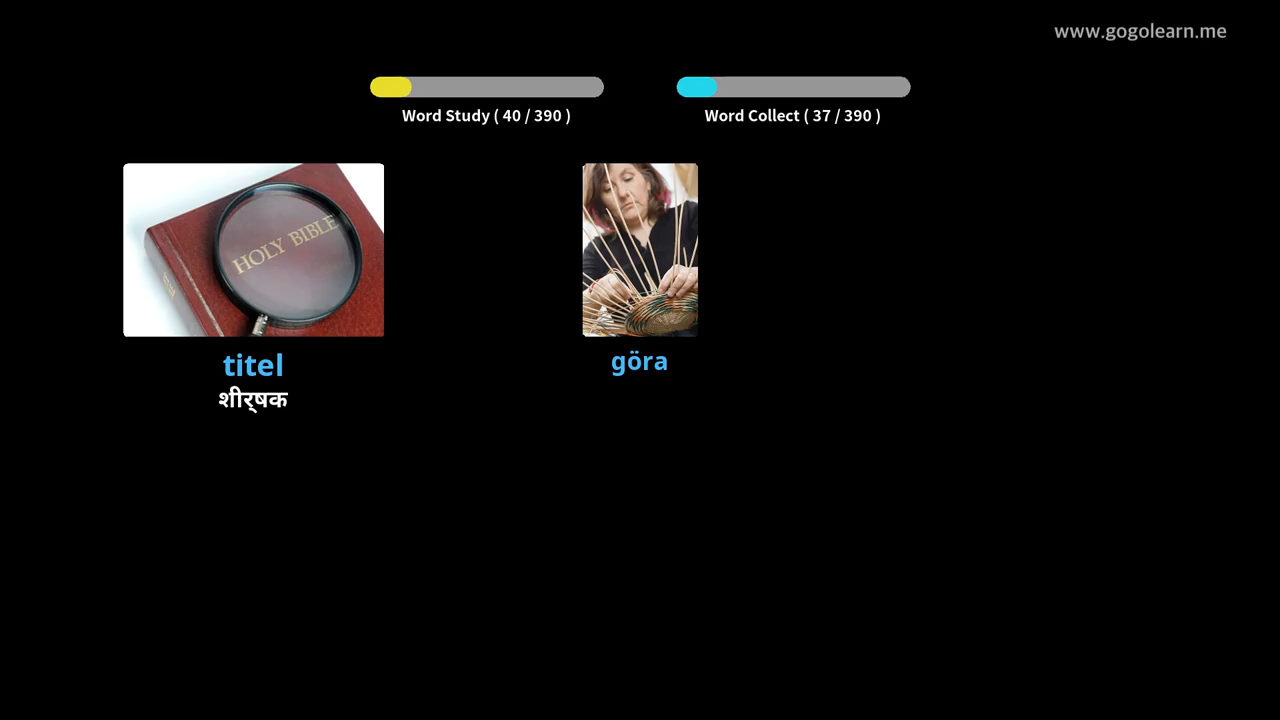 www.gogolearn.me
Word Study ( 40 / 390 )
Word Collect ( 37 / 390 )
HOLY BIBLE
titel
शीर्षक
göra